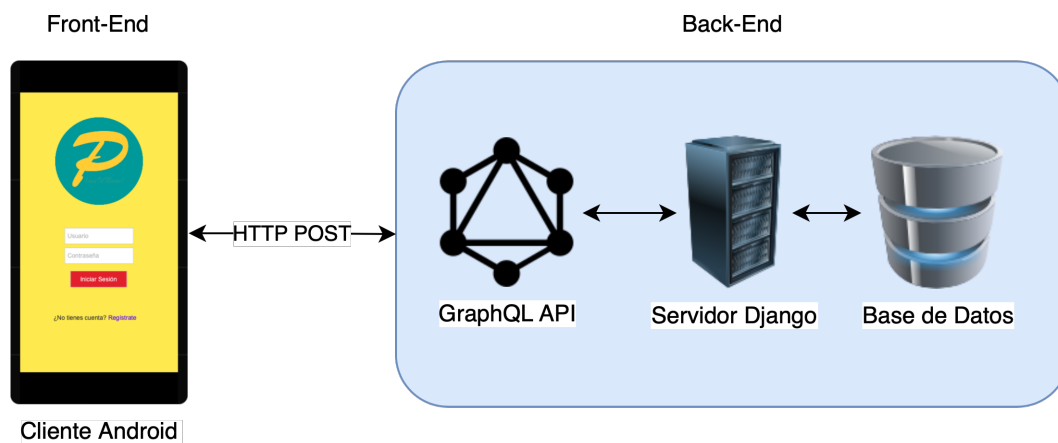 Front-End
Back-End
P
Usuario
Contraseña
Iniciar Sesión
¿No tienes cuenta? Regístrate
HTTP POST
GraphQL API
Servidor Django
Base de Datos
Cliente Android